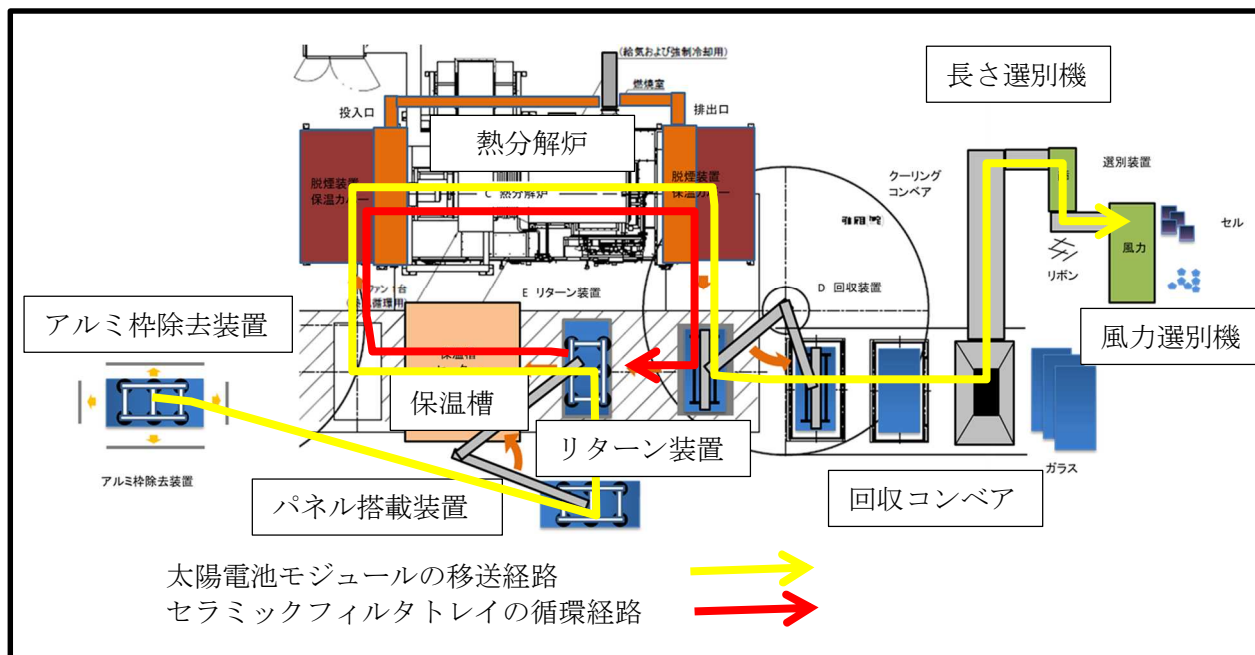 (給気および強制冷却用)
長さ選別機
燃焼室
投入口
排出口
熱分解炉
選別装置
クーリング
コンベア
脱煙装置
保温カバー
C 熱分解炉
脱煙装置
保温カバー
セル
風力
リボン
E リターン装置
D 回収装置
アルミ枠除去装置
風力選別機
保温槽
リターン装置
ガラス
アルミ枠除去装置
パネル搭載装置
回収コンベア
太陽電池モジュールの移送経路
セラミックフィルタトレイの循環経路